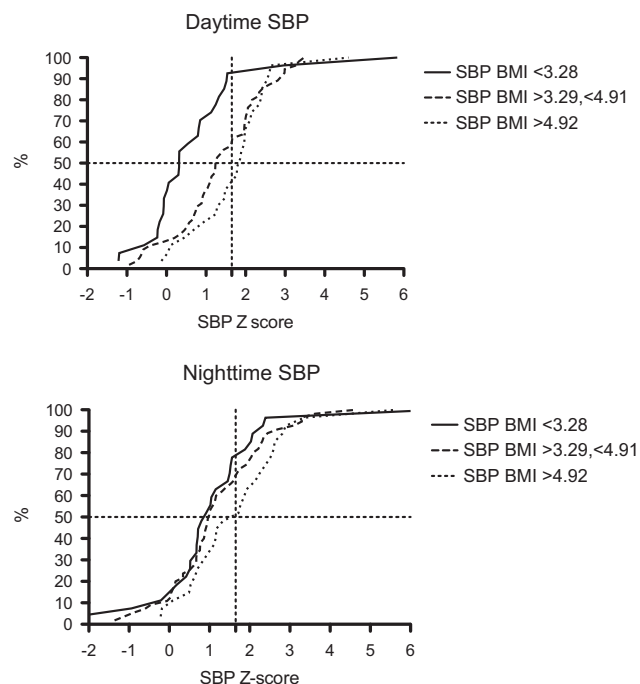 Daytime SBP
100
90
80
70
60
50
40
30
20
10
0
%
-2 -1 0 1 2 3 4 5 6
SBP Z score
SBP BMI <3.28
SBP BMI >3.29,<4.91
SBP BMI >4.92
Nighttime SBP
100
90
80
70
60
50
40
30
20
10
0
%
-2 -1 0 1 2 3 4 5 6
SBP Z-score
SBP BMI <3.28
SBP BMI >3.29,<4.91
SBP BMI >4.92